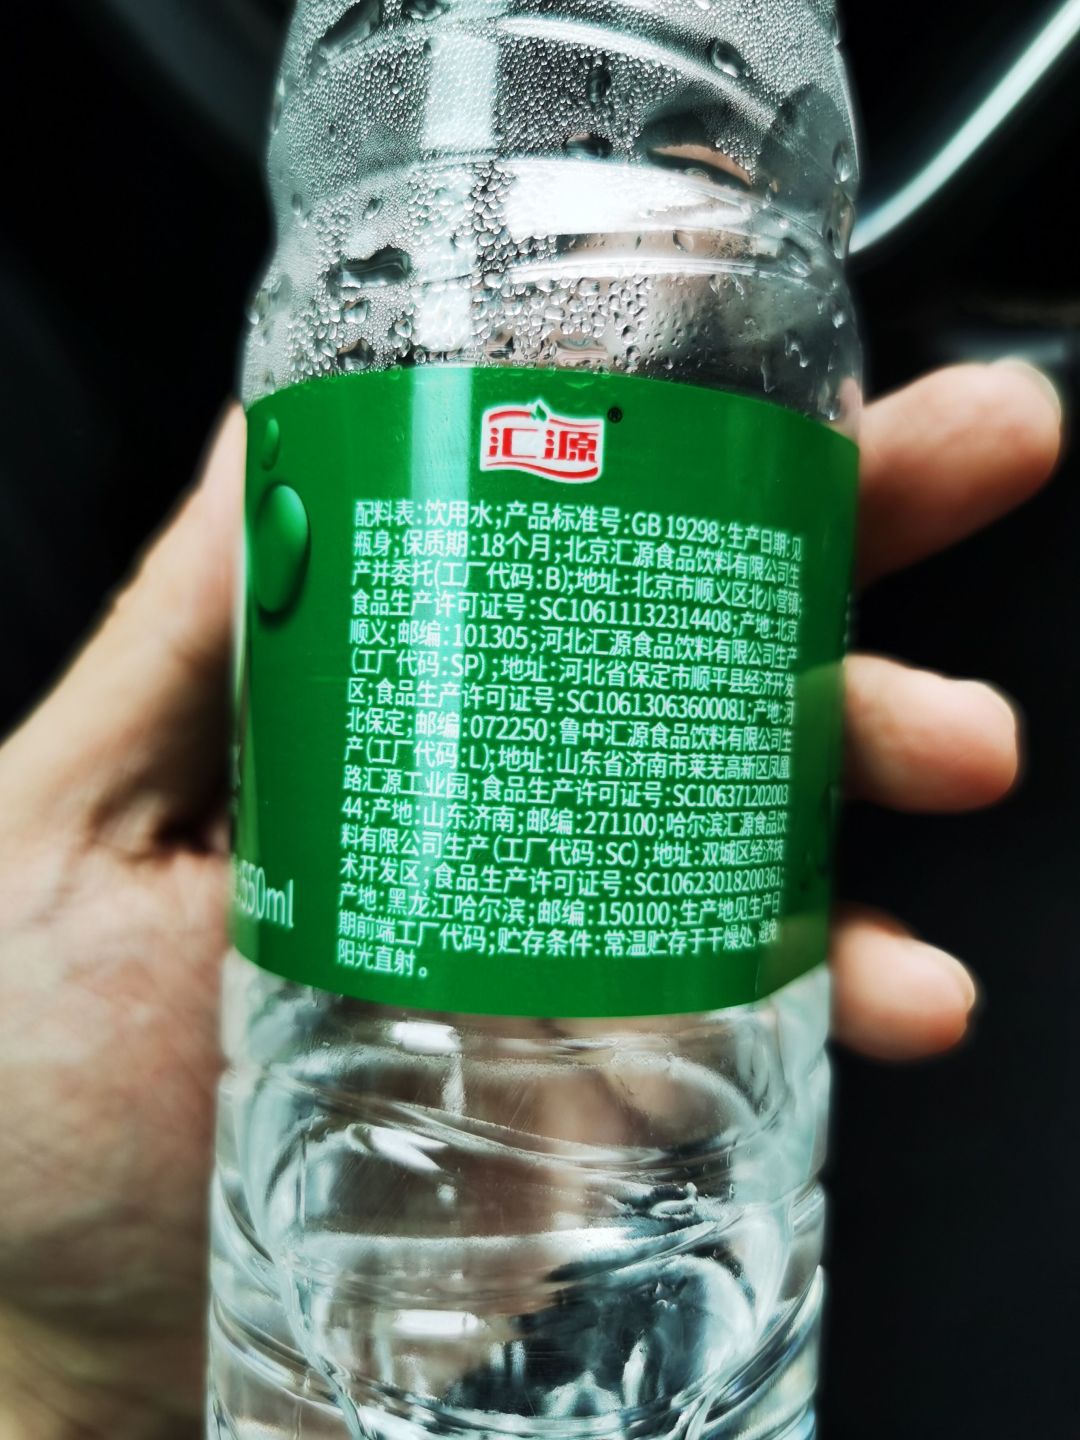 汇源®
配料表:饮用水;产品标准号:GB 19298;生产日期:见
瓶身;保质期:18个月;北京汇源食品饮料有限公司生
产并委托(工厂代码:B);地址:北京市顺义区北小营镇;
食品生产许可证号:SC10611132314408;产地:北京
顺义;邮编:101305;河北汇源食品饮料有限公司生产
(工厂代码:SP);地址:河北省保定市顺平县经济开发
区;食品生产许可证号:SC10613063600081;产地:河
北保定;邮编:072250;鲁中汇源食品饮料有限公司生
产(工厂代码:L);地址:山东省济南市莱芜高新区凤凰
路汇源工业园;食品生产许可证号:SC106371202003
44;产地:山东济南;邮编:271100;哈尔滨汇源食品饮
料有限公司生产(工厂代码:SC);地址:双城区经济技
术开发区;食品生产许可证号:SC10623018200361;
产地:黑龙江哈尔滨;邮编:150100;生产地见生产日
期前端工厂代码;贮存条件:常温贮存于干燥处,避免
阳光直射。
550ml